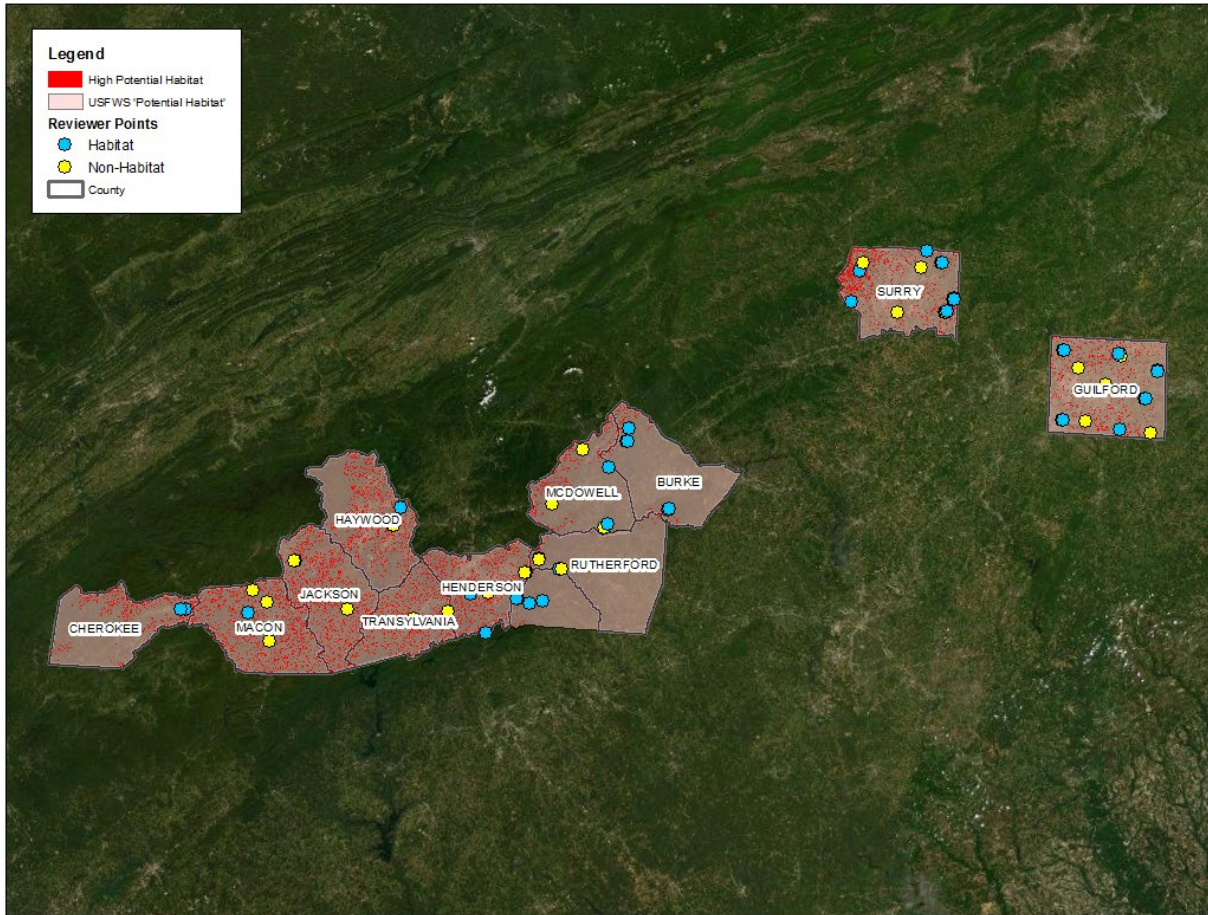 Legend
High Potential Habitat
USFWS 'Potential Habitat'
Reviewer Points
Habitat
Non-Habitat
County
SURRY
GUILFORD
BURKE
MCDOWELL
HAYWOOD
RUTHERFORD
HENDERSON
JACKSON
TRANSYLVANIA
MACON
CHEROKEE